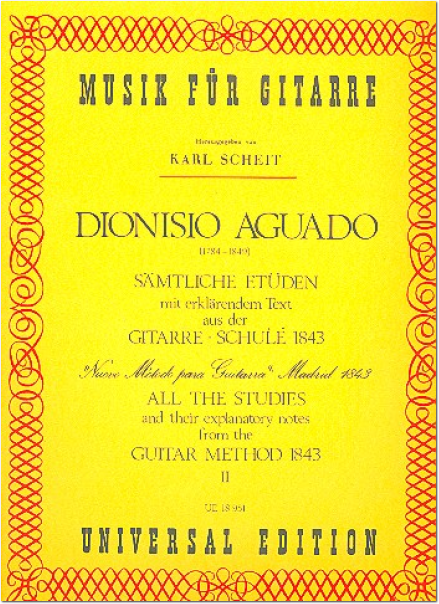 MUSIK FÜR GITARRE
Herausgegeben von
KARL SCHEIT
DIONISIO AGUADO
(1784-1849)
SÄMTLICHE ETÜDEN
mit erklärendem Text
aus der
GITARRE-SCHULE 1843
"Nuevo Método para Guitarra" Madrid 1843
ALL THE STUDIES
and their explanatory notes
from the
GUITAR METHOD 1843
II
UE
UNIVERSAL EDITION